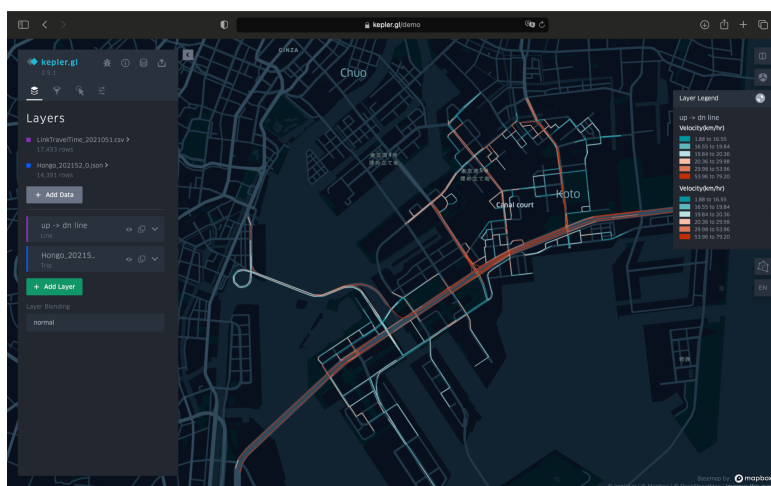 kepler.gl/demo
kepler.gl
2.5.1
Layers
LinkTravelTime_2021051.csv >
17,493 rows
Hongo_202152_0.json >
14,391 rows
+ Add Data
up -> dn line
Line
Hongo_20215..
Trip
+ Add Layer
Layer Blending
normal
GINZA
Chuo
Koto
Canal court
Layer Legend
up -> dn line
Velocity(km/hr)
1.88 to 16.55
16.55 to 19.84
19.84 to 20.36
20.36 to 29.98
29.98 to 53.96
53.96 to 79.20
Velocity(km/hr)
1.88 to 16.55
16.55 to 19.84
19.84 to 20.36
20.36 to 29.98
29.98 to 53.96
53.96 to 79.20
EN
Basemap by:
mapbox